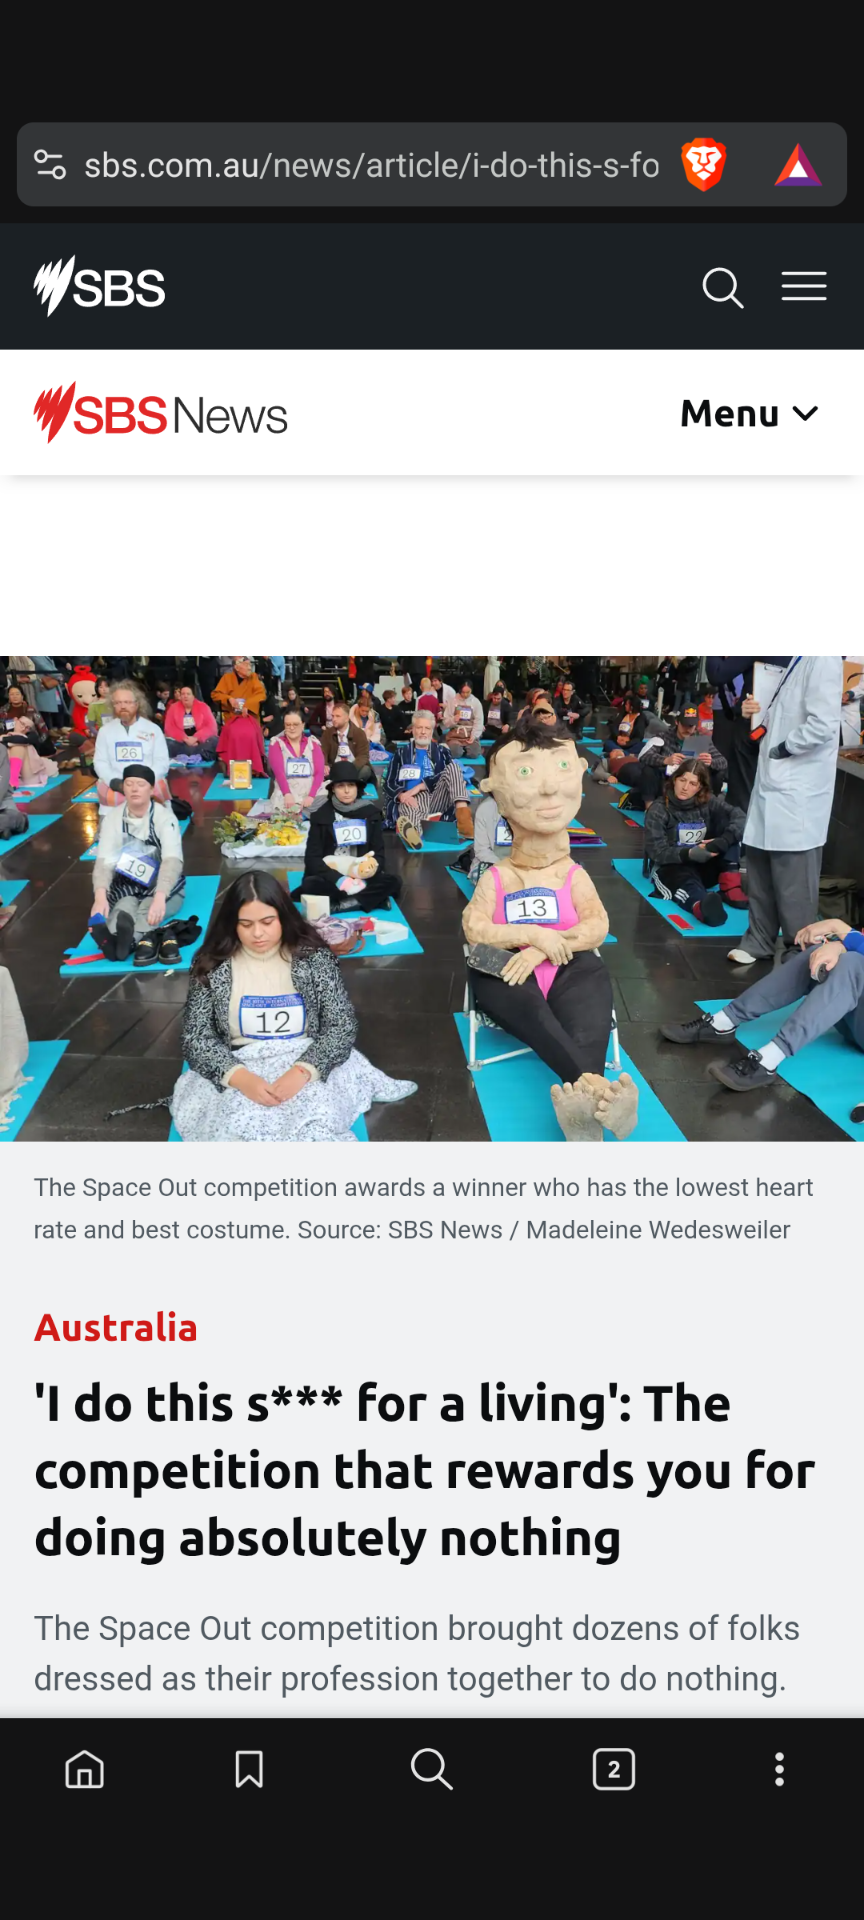 sbs.com.au/news/article/i-do-this-s-fo
SBS
SBS News
Menu
26
27
28
20
19
22
13
12
The Space Out competition awards a winner who has the lowest heart
rate and best costume. Source: SBS News / Madeleine Wedesweiler
Australia
'I do this s*** for a living': The
competition that rewards you for
doing absolutely nothing
The Space Out competition brought dozens of folks
dressed as their profession together to do nothing.
2